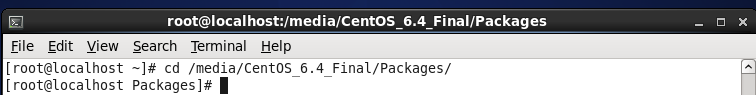 root@localhost:/media/CentOS_6.4_Final/Packages
File Edit View Search Terminal Help
[root@localhost ~]# cd /media/CentOS_6.4_Final/Packages/
[root@localhost Packages]#